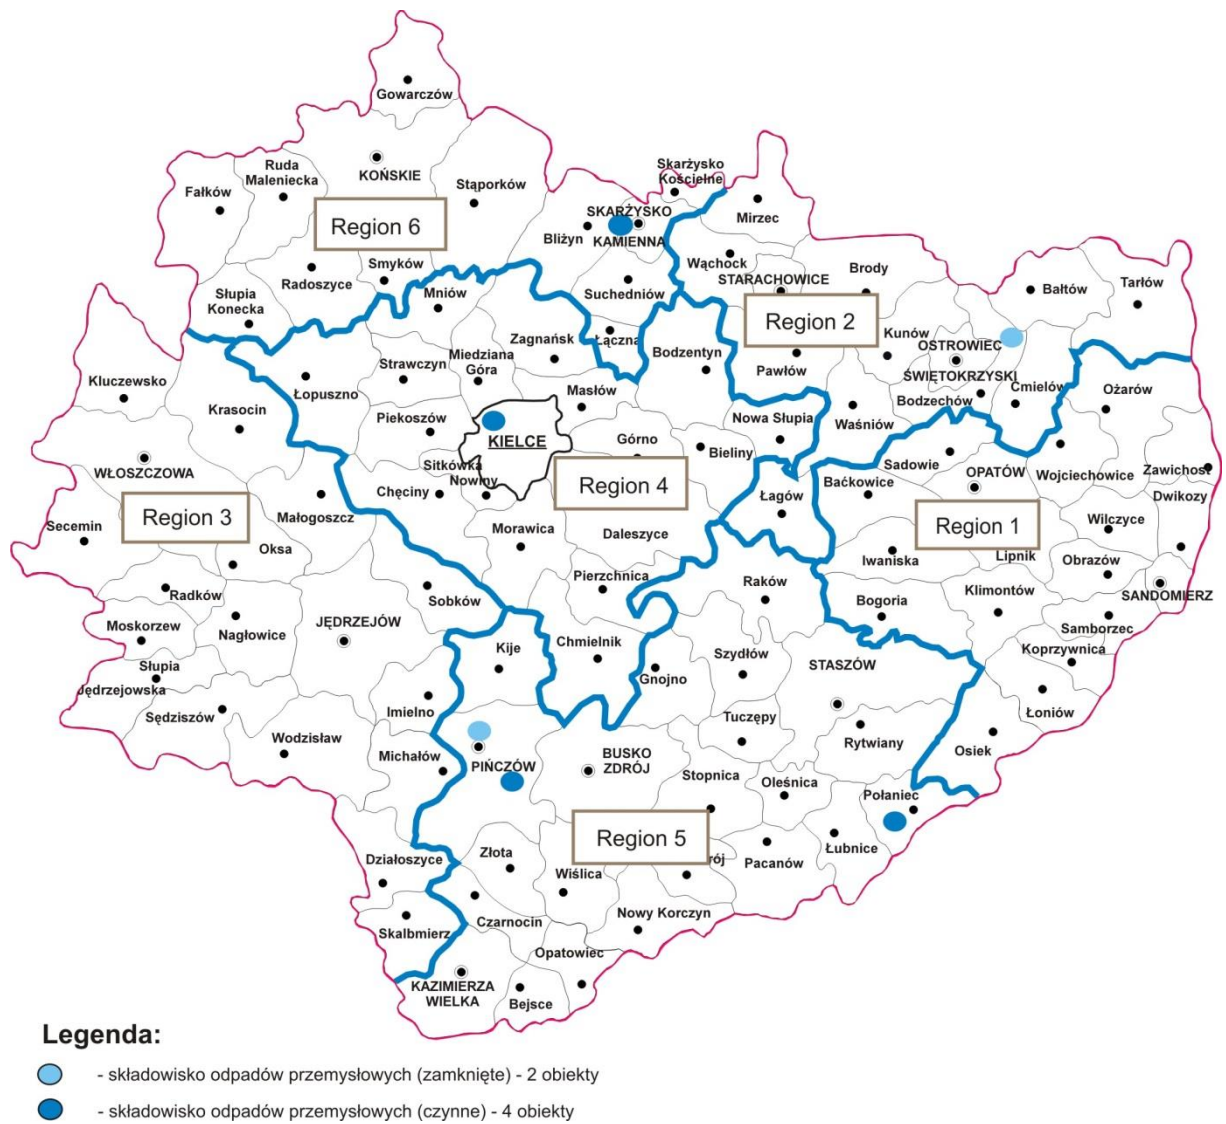 Gowarczów
KOŃSKIE
Ruda
Maleniecka
Fałków
Stąporków
Region 6
Radoszyce
Smyków
Słupia
Konecka
Skarżysko
Kościelne
SKARŻYSKO
KAMIENNA
Bliżyn
Suchedniów
Łączna
Mirzec
Wąchock
STARACHOWICE
Brody
Region 2
Pawłów
Kunów
OSTROWIEC
ŚWIĘTOKRZYSKI
Bodzechów
Ćmielów
Bałtów
Tarłów
Waśniów
Mniów
Zagnańsk
Bodzentyn
Strawczyn
Miedziana
Góra
Łopuszno
Piekoszów
Masłów
KIELCE
Górno
Bieliny
Nowa Słupia
Sitkówka
Nowiny
Chęciny
Region 4
Morawica
Daleszyce
Pierzchnica
Chmielnik
Łagów
Kluczewsko
Krasocin
WŁOSZCZOWA
Region 3
Małogoszcz
Secemin
Oksa
Radków
Moskorzew
Nagłowice
JĘDRZEJÓW
Sobków
Słupia
Jędrzejowska
Sędziszów
Imielno
Wodzisław
Michałów
Działoszyce
Skalbmierz
Ożarów
Sadowie
OPATÓW
Wojciechowice
Zawichost
Baćkowice
Dwikozy
Region 1
Wilczyce
Iwaniska
Lipnik
Obrazów
Klimontów
SANDOMIERZ
Bogoria
Samborzec
Koprzywnica
Łoniów
Osiek
Raków
Kije
Gnojno
Szydłów
STASZÓW
Tuczępy
Rytwiany
PIŃCZÓW
BUSKO
ZDRÓJ
Stopnica
Oleśnica
Połaniec
Region 5
Łubnice
Pacanów
Złota
Wiślica
rój
Czarnocin
Nowy Korczyn
Opatowiec
KAZIMIERZA
WIELKA
Bejsce
Legenda:
- składowisko odpadów przemysłowych (zamknięte) - 2 obiekty
- składowisko odpadów przemysłowych (czynne) - 4 obiekty